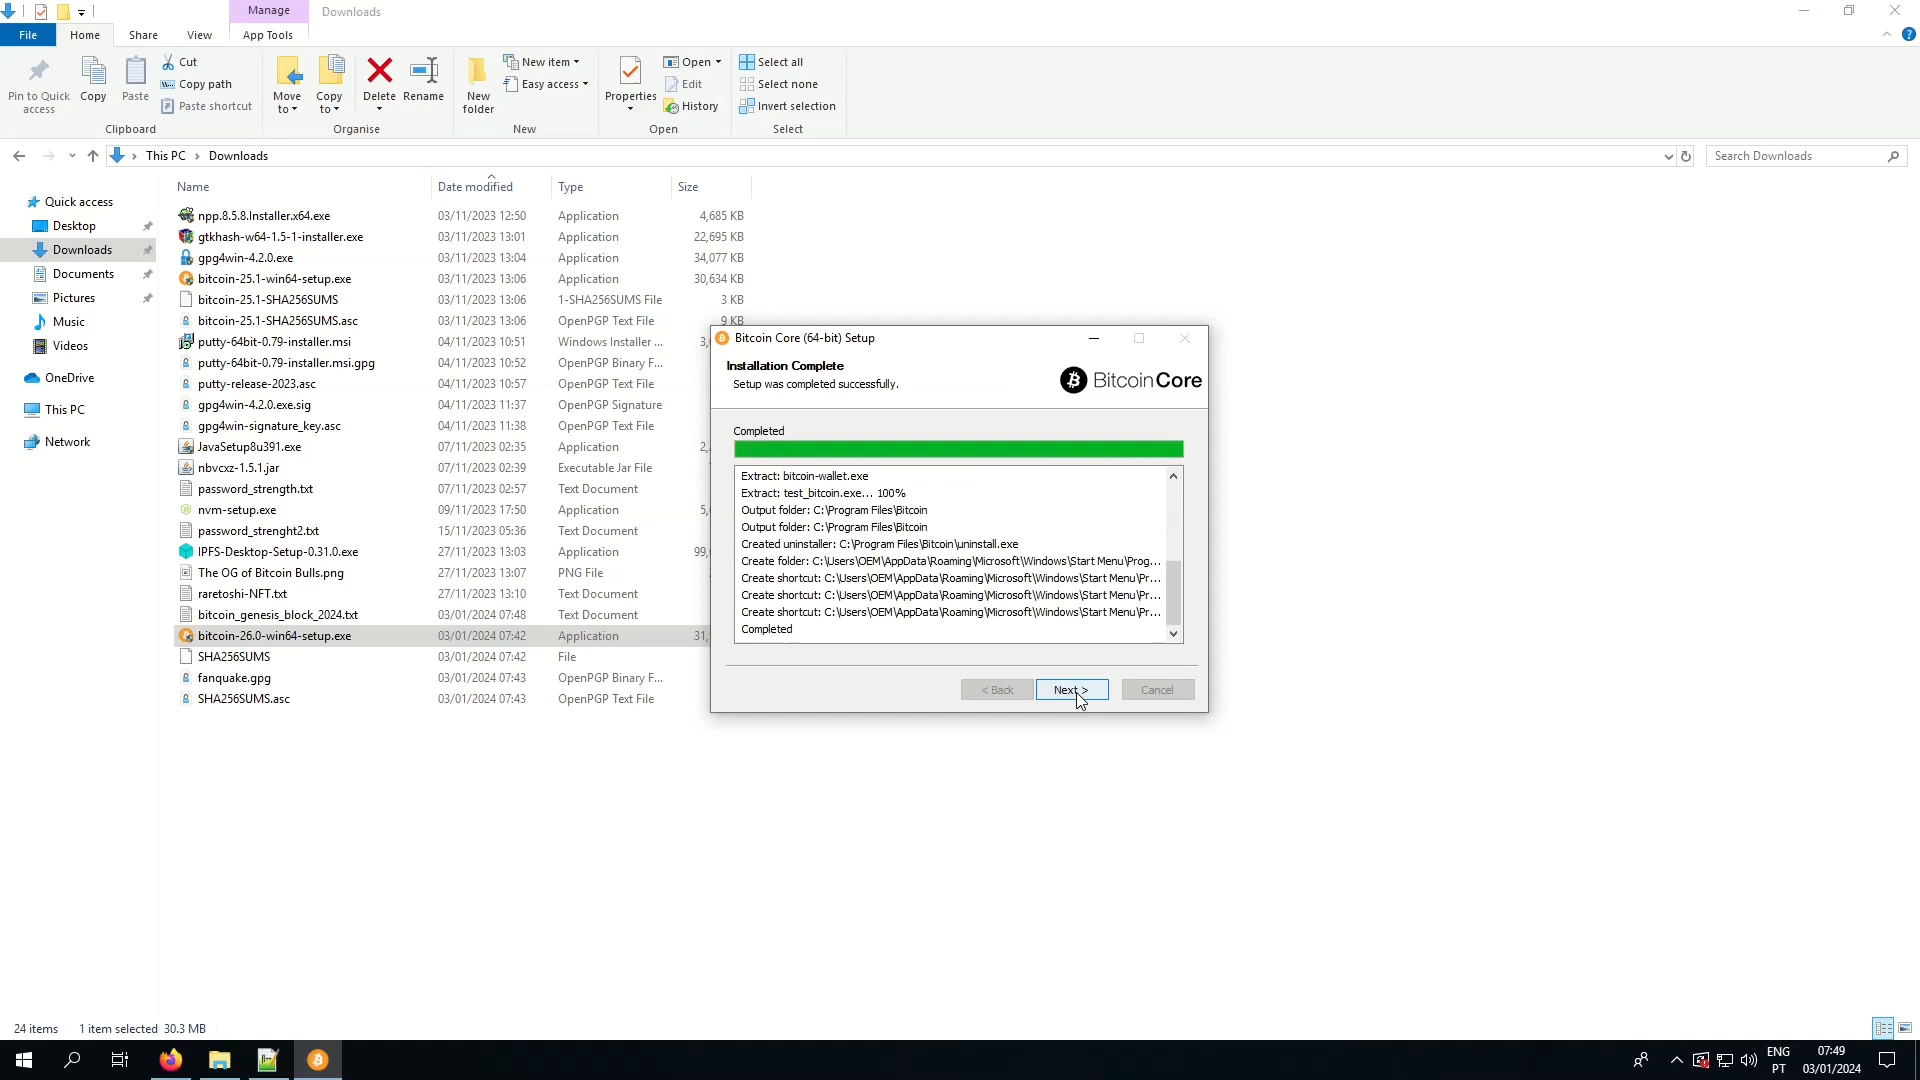 Manage
Downloads
File
Home
Share
View
App Tools
Pin to Quick access
Copy
Paste
Cut
Copy path
Paste shortcut
Clipboard
Move to
Copy to
Delete
Rename
Organise
New folder
New item
Easy access
New
Properties
Open
Edit
History
Open
Select all
Select none
Invert selection
Select
This PC > Downloads
Search Downloads
Name Date modified Type Size
Quick access
Desktop
Downloads
Documents
Pictures
Music
Videos
OneDrive
This PC
Network
npp.8.5.8.Installer.x64.exe 03/11/2023 12:50 Application 4,685 KB
gtkhash-w64-1.5-1-installer.exe 03/11/2023 13:01 Application 22,695 KB
gpg4win-4.2.0.exe 03/11/2023 13:04 Application 34,077 KB
bitcoin-25.1-win64-setup.exe 03/11/2023 13:06 Application 30,634 KB
bitcoin-25.1-SHA256SUMS 03/11/2023 13:06 1-SHA256SUMS File 3 KB
bitcoin-25.1-SHA256SUMS.asc 03/11/2023 13:06 OpenPGP Text File 9 KB
putty-64bit-0.79-installer.msi 04/11/2023 10:51 Windows Installer ... 3,
putty-64bit-0.79-installer.msi.gpg 04/11/2023 10:52 OpenPGP Binary F...
putty-release-2023.asc 04/11/2023 10:57 OpenPGP Text File
gpg4win-4.2.0.exe.sig 04/11/2023 11:37 OpenPGP Signature
gpg4win-signature_key.asc 04/11/2023 11:38 OpenPGP Text File
JavaSetup8u391.exe 07/11/2023 02:35 Application 2,
nbvcxz-1.5.1.jar 07/11/2023 02:39 Executable Jar File
password_strength.txt 07/11/2023 02:57 Text Document
nvm-setup.exe 09/11/2023 17:50 Application 5,
password_strenght2.txt 15/11/2023 05:36 Text Document
IPFS-Desktop-Setup-0.31.0.exe 27/11/2023 13:03 Application 99,
The OG of Bitcoin Bulls.png 27/11/2023 13:07 PNG File
raretoshi-NFT.txt 27/11/2023 13:10 Text Document
bitcoin_genesis_block_2024.txt 03/01/2024 07:48 Text Document
bitcoin-26.0-win64-setup.exe 03/01/2024 07:42 Application 31,
SHA256SUMS 03/01/2024 07:42 File
fanquake.gpg 03/01/2024 07:43 OpenPGP Binary F...
SHA256SUMS.asc 03/01/2024 07:43 OpenPGP Text File
Bitcoin Core (64-bit) Setup
Installation Complete
Setup was completed successfully.
BitcoinCore
Completed
Extract: bitcoin-wallet.exe
Extract: test_bitcoin.exe... 100%
Output folder: C:\Program Files\Bitcoin
Output folder: C:\Program Files\Bitcoin
Created uninstaller: C:\Program Files\Bitcoin\uninstall.exe
Create folder: C:\Users\OEM\AppData\Roaming\Microsoft\Windows\Start Menu\Prog...
Create shortcut: C:\Users\OEM\AppData\Roaming\Microsoft\Windows\Start Menu\Pr...
Create shortcut: C:\Users\OEM\AppData\Roaming\Microsoft\Windows\Start Menu\Pr...
Create shortcut: C:\Users\OEM\AppData\Roaming\Microsoft\Windows\Start Menu\Pr...
Completed
< Back
Next >
Cancel
24 items 1 item selected 30.3 MB
ENG
PT
07:49
03/01/2024